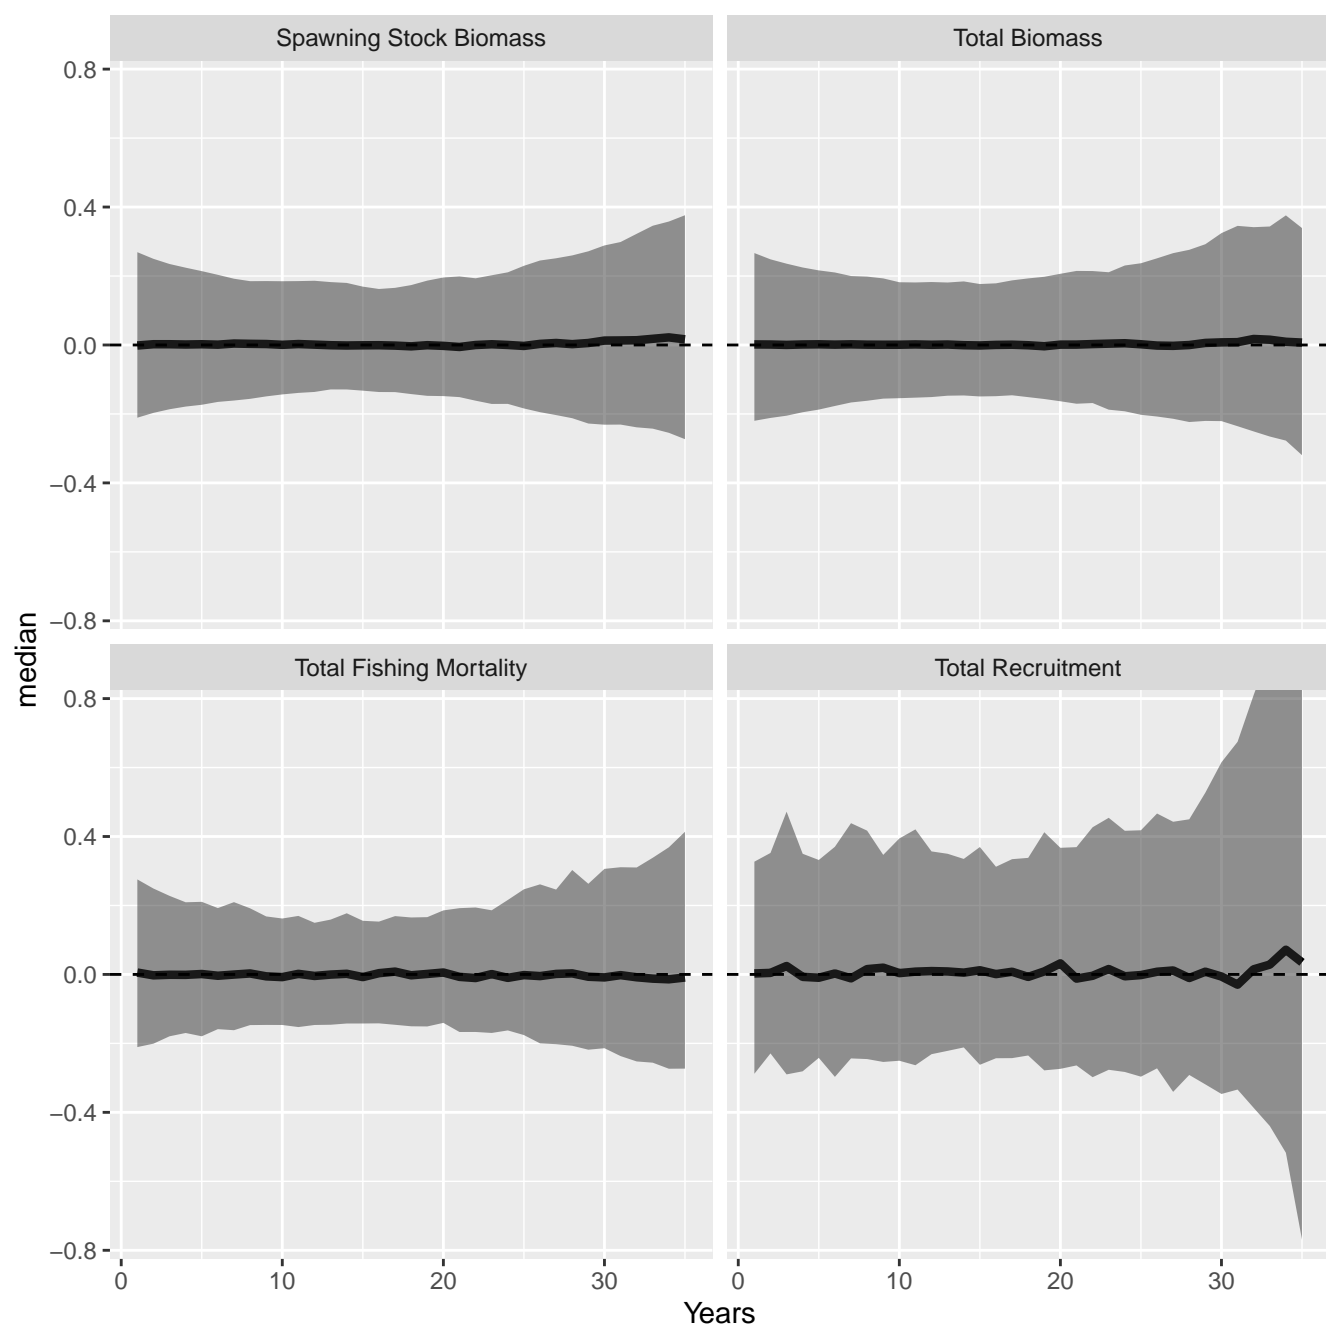 Spawning Stock Biomass
Total Biomass
0.8
0.4
0.0
−0.4
−0.8
median
Total Fishing Mortality
Total Recruitment
0.8
0.4
0.0
−0.4
−0.8
0 10 20 30
0 10 20 30
Years